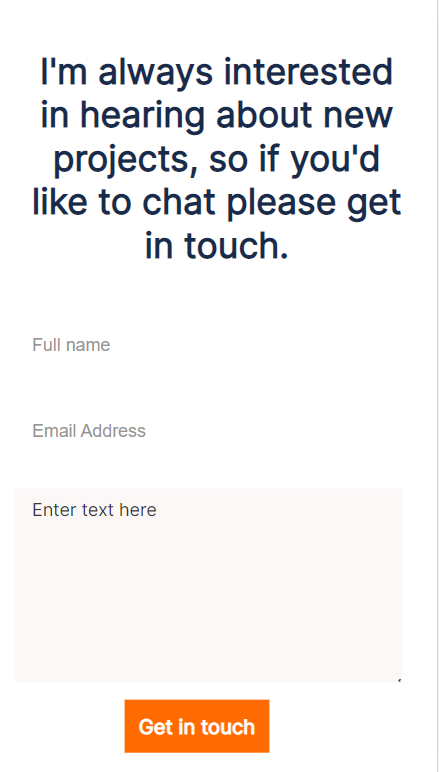 I'm always interested
in hearing about new
projects, so if you'd
like to chat please get
in touch.
Full name
Email Address
Enter text here
Get in touch